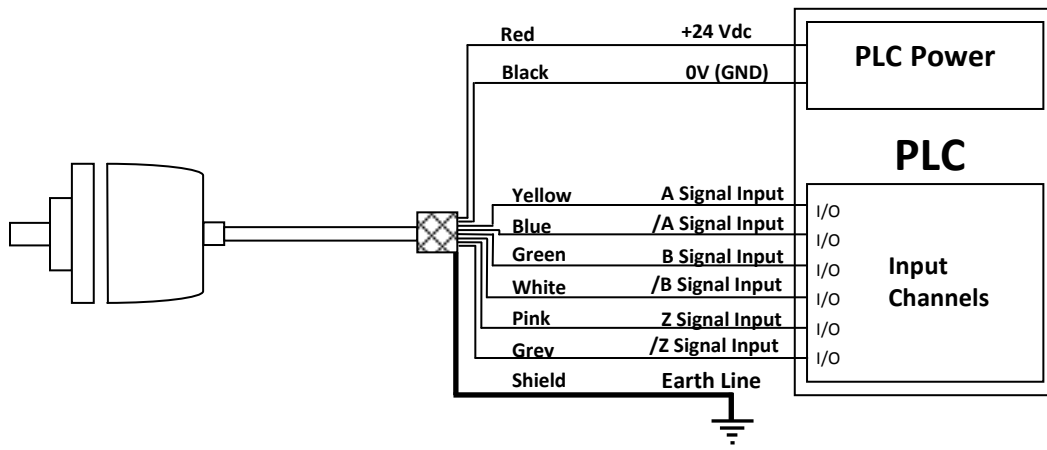 Red +24 Vdc
PLC Power
Black 0V (GND)
PLC
Yellow A Signal Input I/O
Blue /A Signal Input I/O
Green B Signal Input I/O
Input
Channels
White /B Signal Input I/O
Pink Z Signal Input I/O
Grey /Z Signal Input I/O
Shield Earth Line